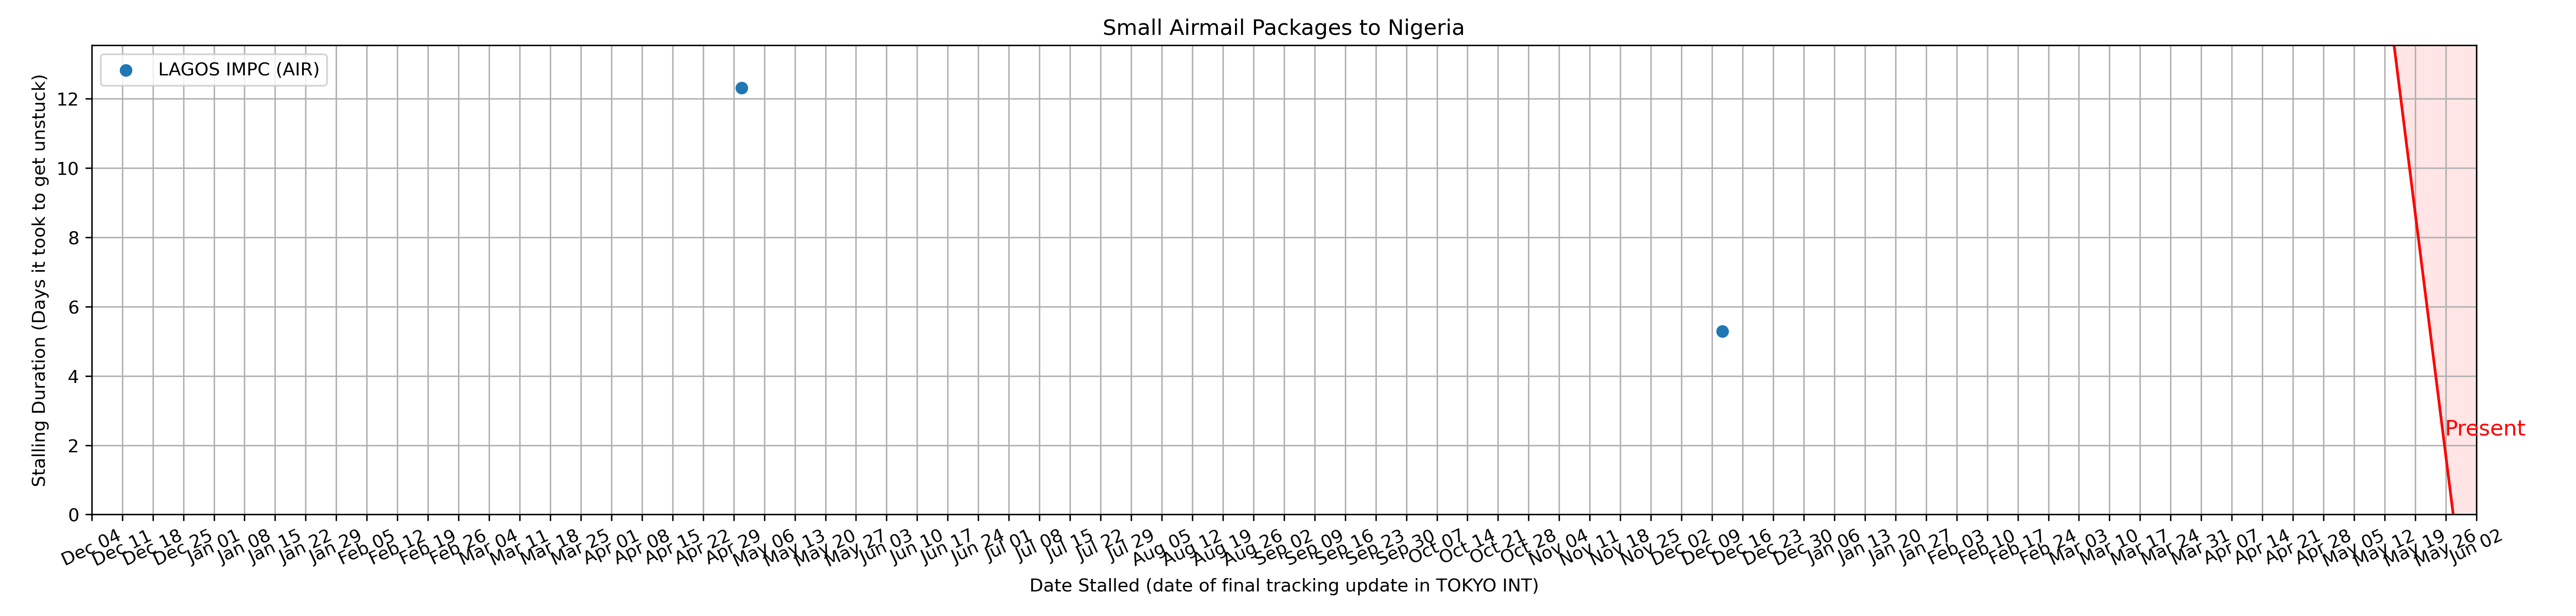 Small Airmail Packages to Nigeria
LAGOS IMPC (AIR)
Stalling Duration (Days it took to get unstuck)
12
10
8
6
4
2
0
Present
Dec 04
Dec 11
Dec 18
Dec 25
Jan 01
Jan 08
Jan 15
Jan 22
Jan 29
Feb 05
Feb 12
Feb 19
Feb 26
Mar 04
Mar 11
Mar 18
Mar 25
Apr 01
Apr 08
Apr 15
Apr 22
Apr 29
May 06
May 13
May 20
May 27
Jun 03
Jun 10
Jun 17
Jun 24
Jul 01
Jul 08
Jul 15
Jul 22
Jul 29
Aug 05
Aug 12
Aug 19
Aug 26
Sep 02
Sep 09
Sep 16
Sep 23
Sep 30
Oct 07
Oct 14
Oct 21
Oct 28
Nov 04
Nov 11
Nov 18
Nov 25
Dec 02
Dec 09
Dec 16
Dec 23
Dec 30
Jan 06
Jan 13
Jan 20
Jan 27
Feb 03
Feb 10
Feb 17
Feb 24
Mar 03
Mar 10
Mar 17
Mar 24
Mar 31
Apr 07
Apr 14
Apr 21
Apr 28
May 05
May 12
May 19
May 26
Jun 02
Date Stalled (date of final tracking update in TOKYO INT)